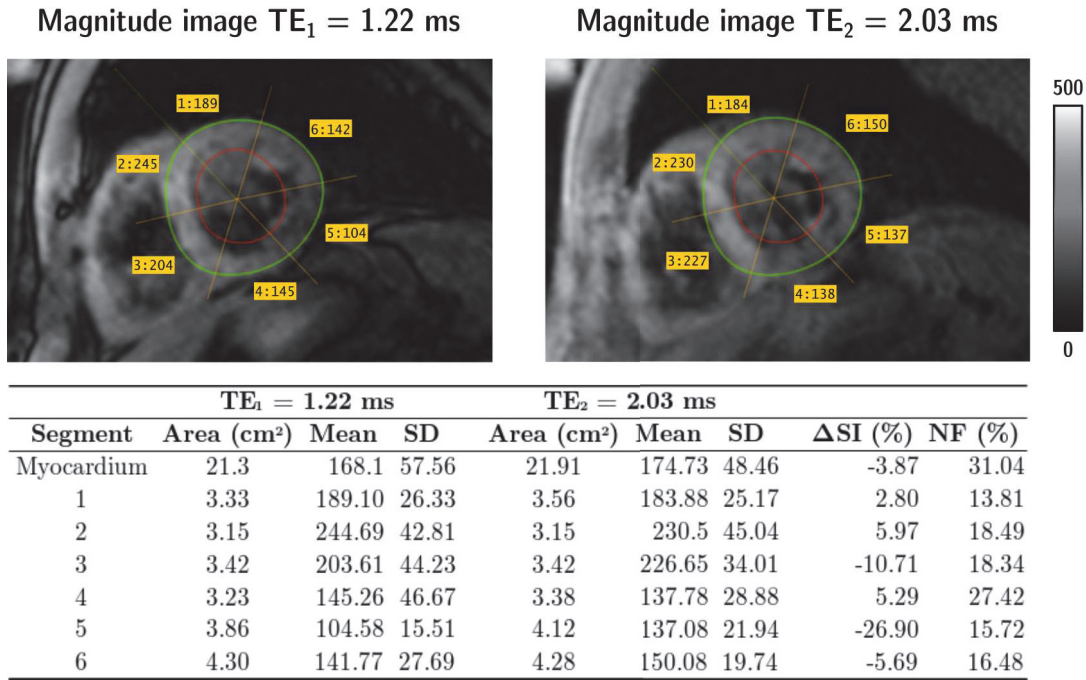 Magnitude image TE₁ = 1.22 ms
Magnitude image TE₂ = 2.03 ms
1:189
6:142
2:245
5:104
3:204
4:145
1:184
6:150
2:230
5:137
3:227
4:138
500
0
TE₁ = 1.22 ms TE₂ = 2.03 ms
Segment Area (cm²) Mean SD Area (cm²) Mean SD ΔSI (%) NF (%)
Myocardium 21.3 168.1 57.56 21.91 174.73 48.46 -3.87 31.04
1 3.33 189.10 26.33 3.56 183.88 25.17 2.80 13.81
2 3.15 244.69 42.81 3.15 230.5 45.04 5.97 18.49
3 3.42 203.61 44.23 3.42 226.65 34.01 -10.71 18.34
4 3.23 145.26 46.67 3.38 137.78 28.88 5.29 27.42
5 3.86 104.58 15.51 4.12 137.08 21.94 -26.90 15.72
6 4.30 141.77 27.69 4.28 150.08 19.74 -5.69 16.48